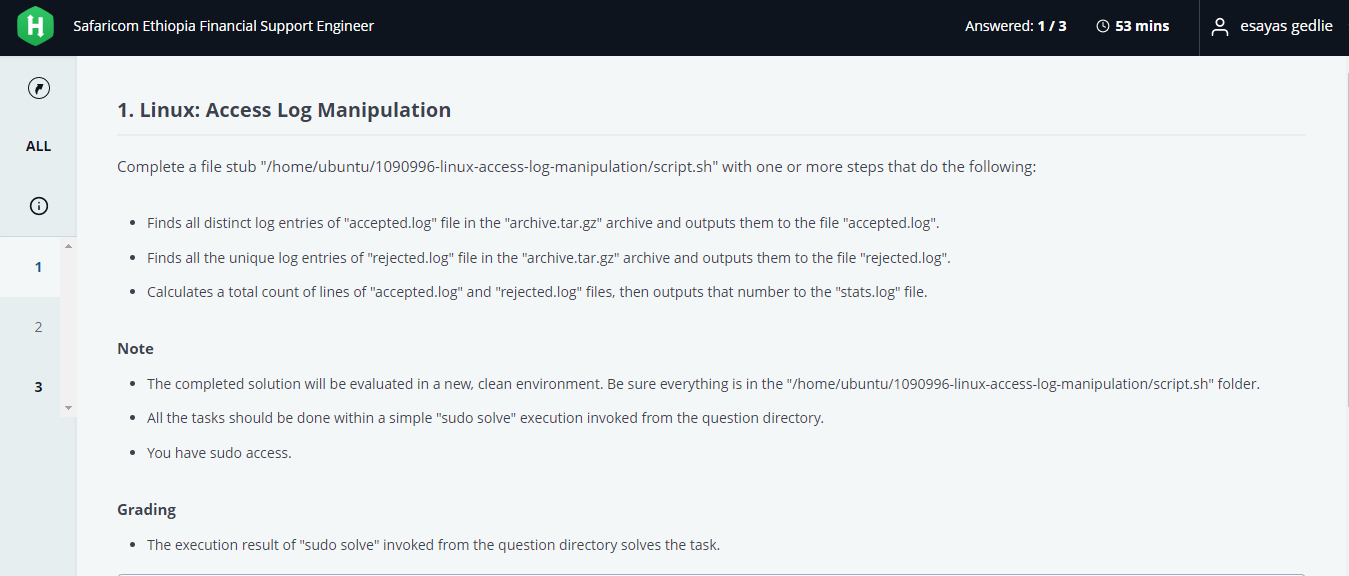 Safaricom Ethiopia Financial Support Engineer
Answered: 1 / 3
53 mins
esayas gedlie
ALL
1
2
3
1. Linux: Access Log Manipulation
Complete a file stub "/home/ubuntu/1090996-linux-access-log-manipulation/script.sh" with one or more steps that do the following:
Finds all distinct log entries of "accepted.log" file in the "archive.tar.gz" archive and outputs them to the file "accepted.log".
Finds all the unique log entries of "rejected.log" file in the "archive.tar.gz" archive and outputs them to the file "rejected.log".
Calculates a total count of lines of "accepted.log" and "rejected.log" files, then outputs that number to the "stats.log" file.
Note
The completed solution will be evaluated in a new, clean environment. Be sure everything is in the "/home/ubuntu/1090996-linux-access-log-manipulation/script.sh" folder.
All the tasks should be done within a simple "sudo solve" execution invoked from the question directory.
You have sudo access.
Grading
The execution result of "sudo solve" invoked from the question directory solves the task.